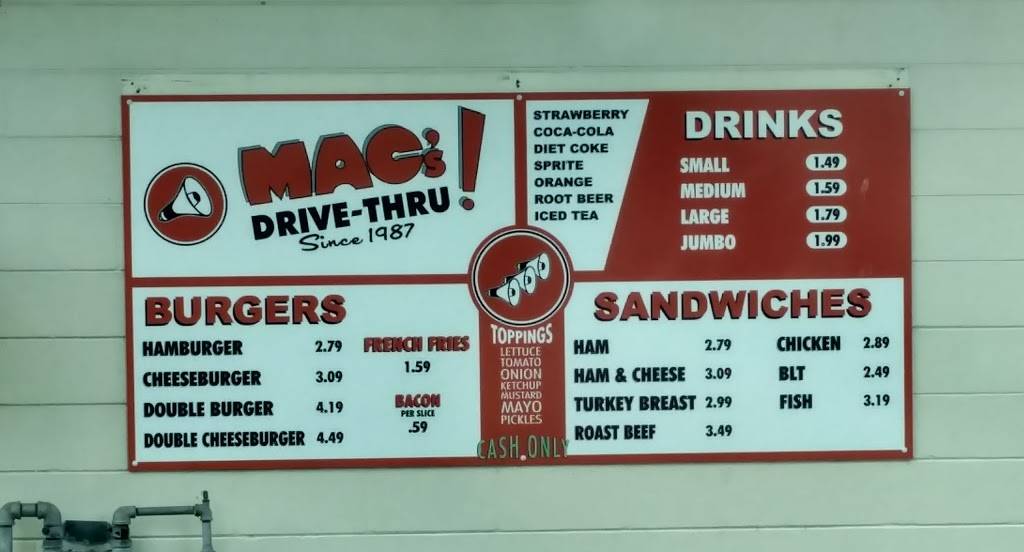 MAC's!
DRIVE-THRU
Since 1987
STRAWBERRY
COCA-COLA
DIET COKE
SPRITE
ORANGE
ROOT BEER
ICED TEA
DRINKS
SMALL 1.49
MEDIUM 1.59
LARGE 1.79
JUMBO 1.99
BURGERS
HAMBURGER 2.79
CHEESEBURGER 3.09
DOUBLE BURGER 4.19
DOUBLE CHEESEBURGER 4.49
FRENCH FRIES
1.59
BACON
PER SLICE
.59
TOPPINGS
LETTUCE
TOMATO
ONION
KETCHUP
MUSTARD
MAYO
PICKLES
CASH ONLY
SANDWICHES
HAM 2.79
HAM & CHEESE 3.09
TURKEY BREAST 2.99
ROAST BEEF 3.49
CHICKEN 2.89
BLT 2.49
FISH 3.19